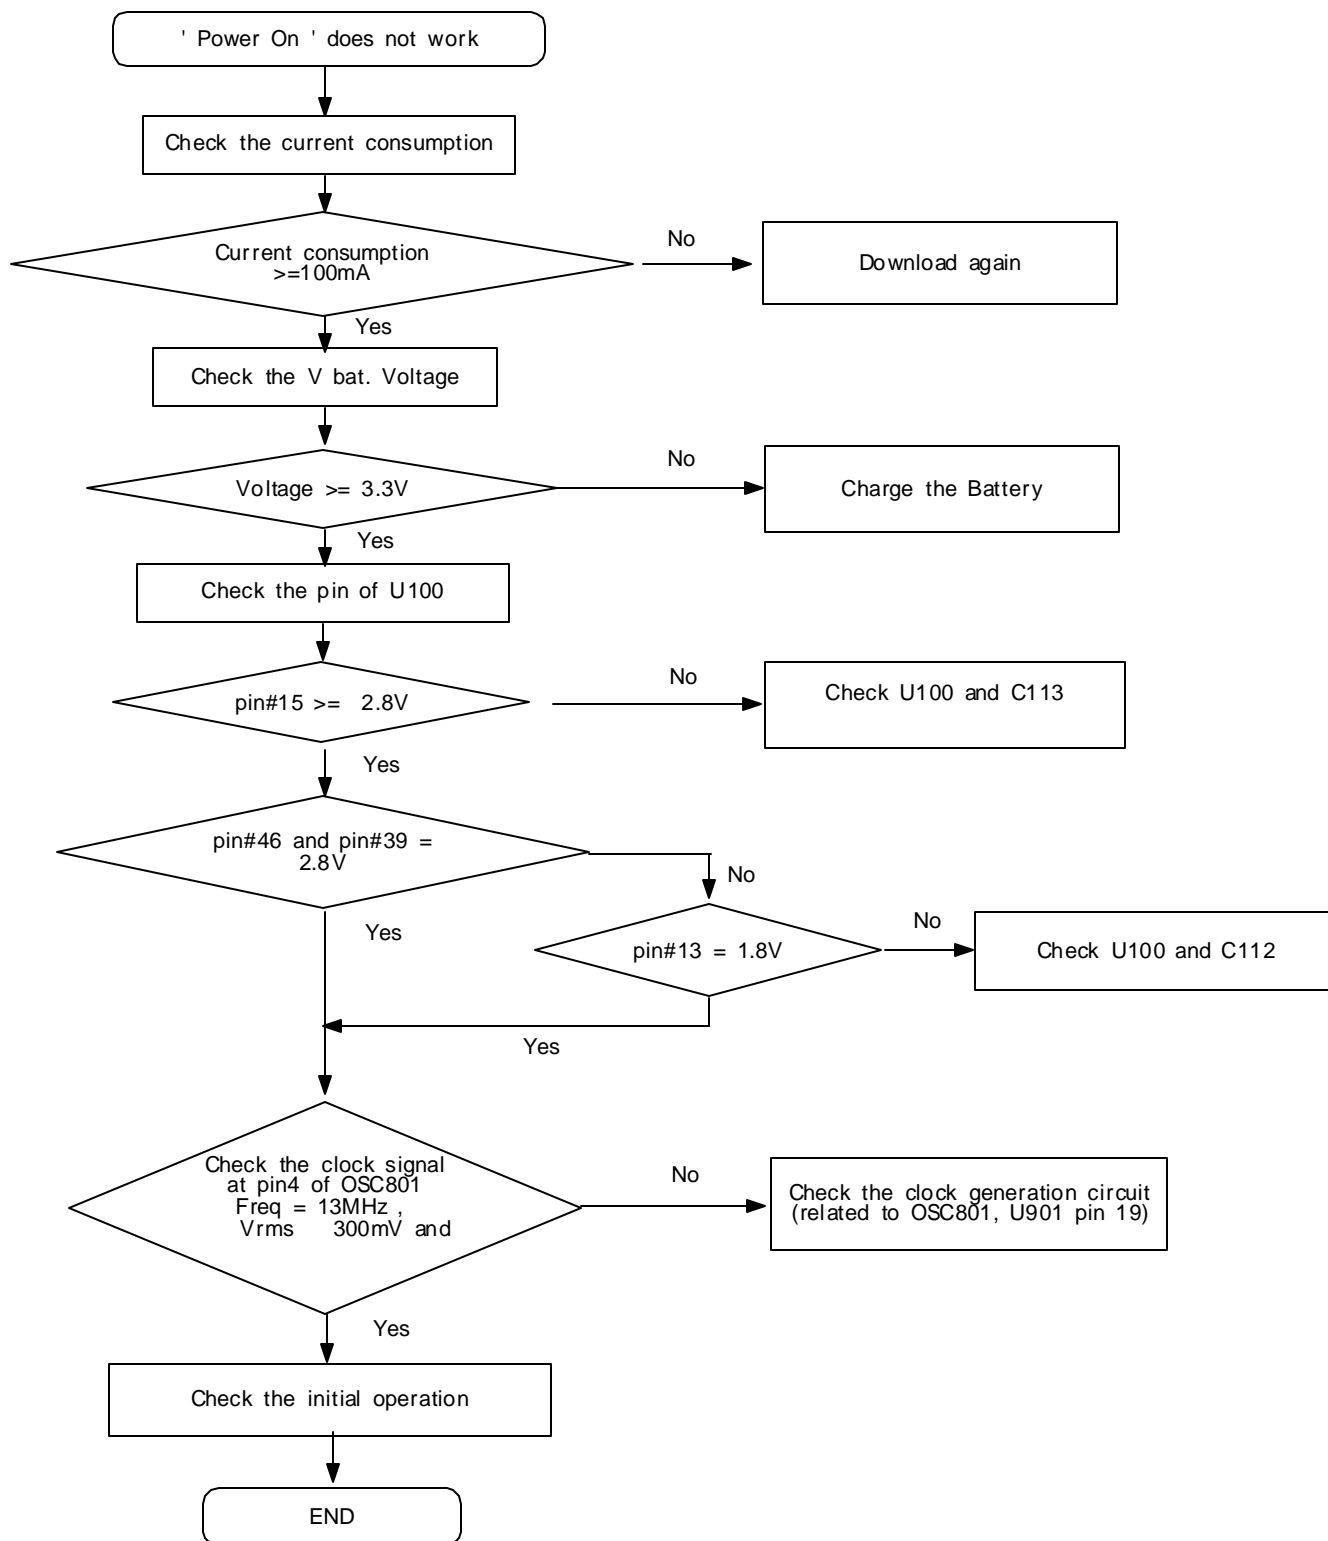 ' Power On ' does not work
Check the current consumption
Current consumption
>=100mA
No
Download again
Yes
Check the V bat. Voltage
Voltage >= 3.3V
No
Charge the Battery
Yes
Check the pin of U100
pin#15 >= 2.8V
No
Check U100 and C113
Yes
pin#46 and pin#39 =
2.8V
No
Yes
pin#13 = 1.8V
No
Check U100 and C112
Yes
Check the clock signal
at pin4 of OSC801
Freq = 13MHz ,
Vrms 300mV and
No
Check the clock generation circuit
(related to OSC801, U901 pin 19)
Yes
Check the initial operation
END